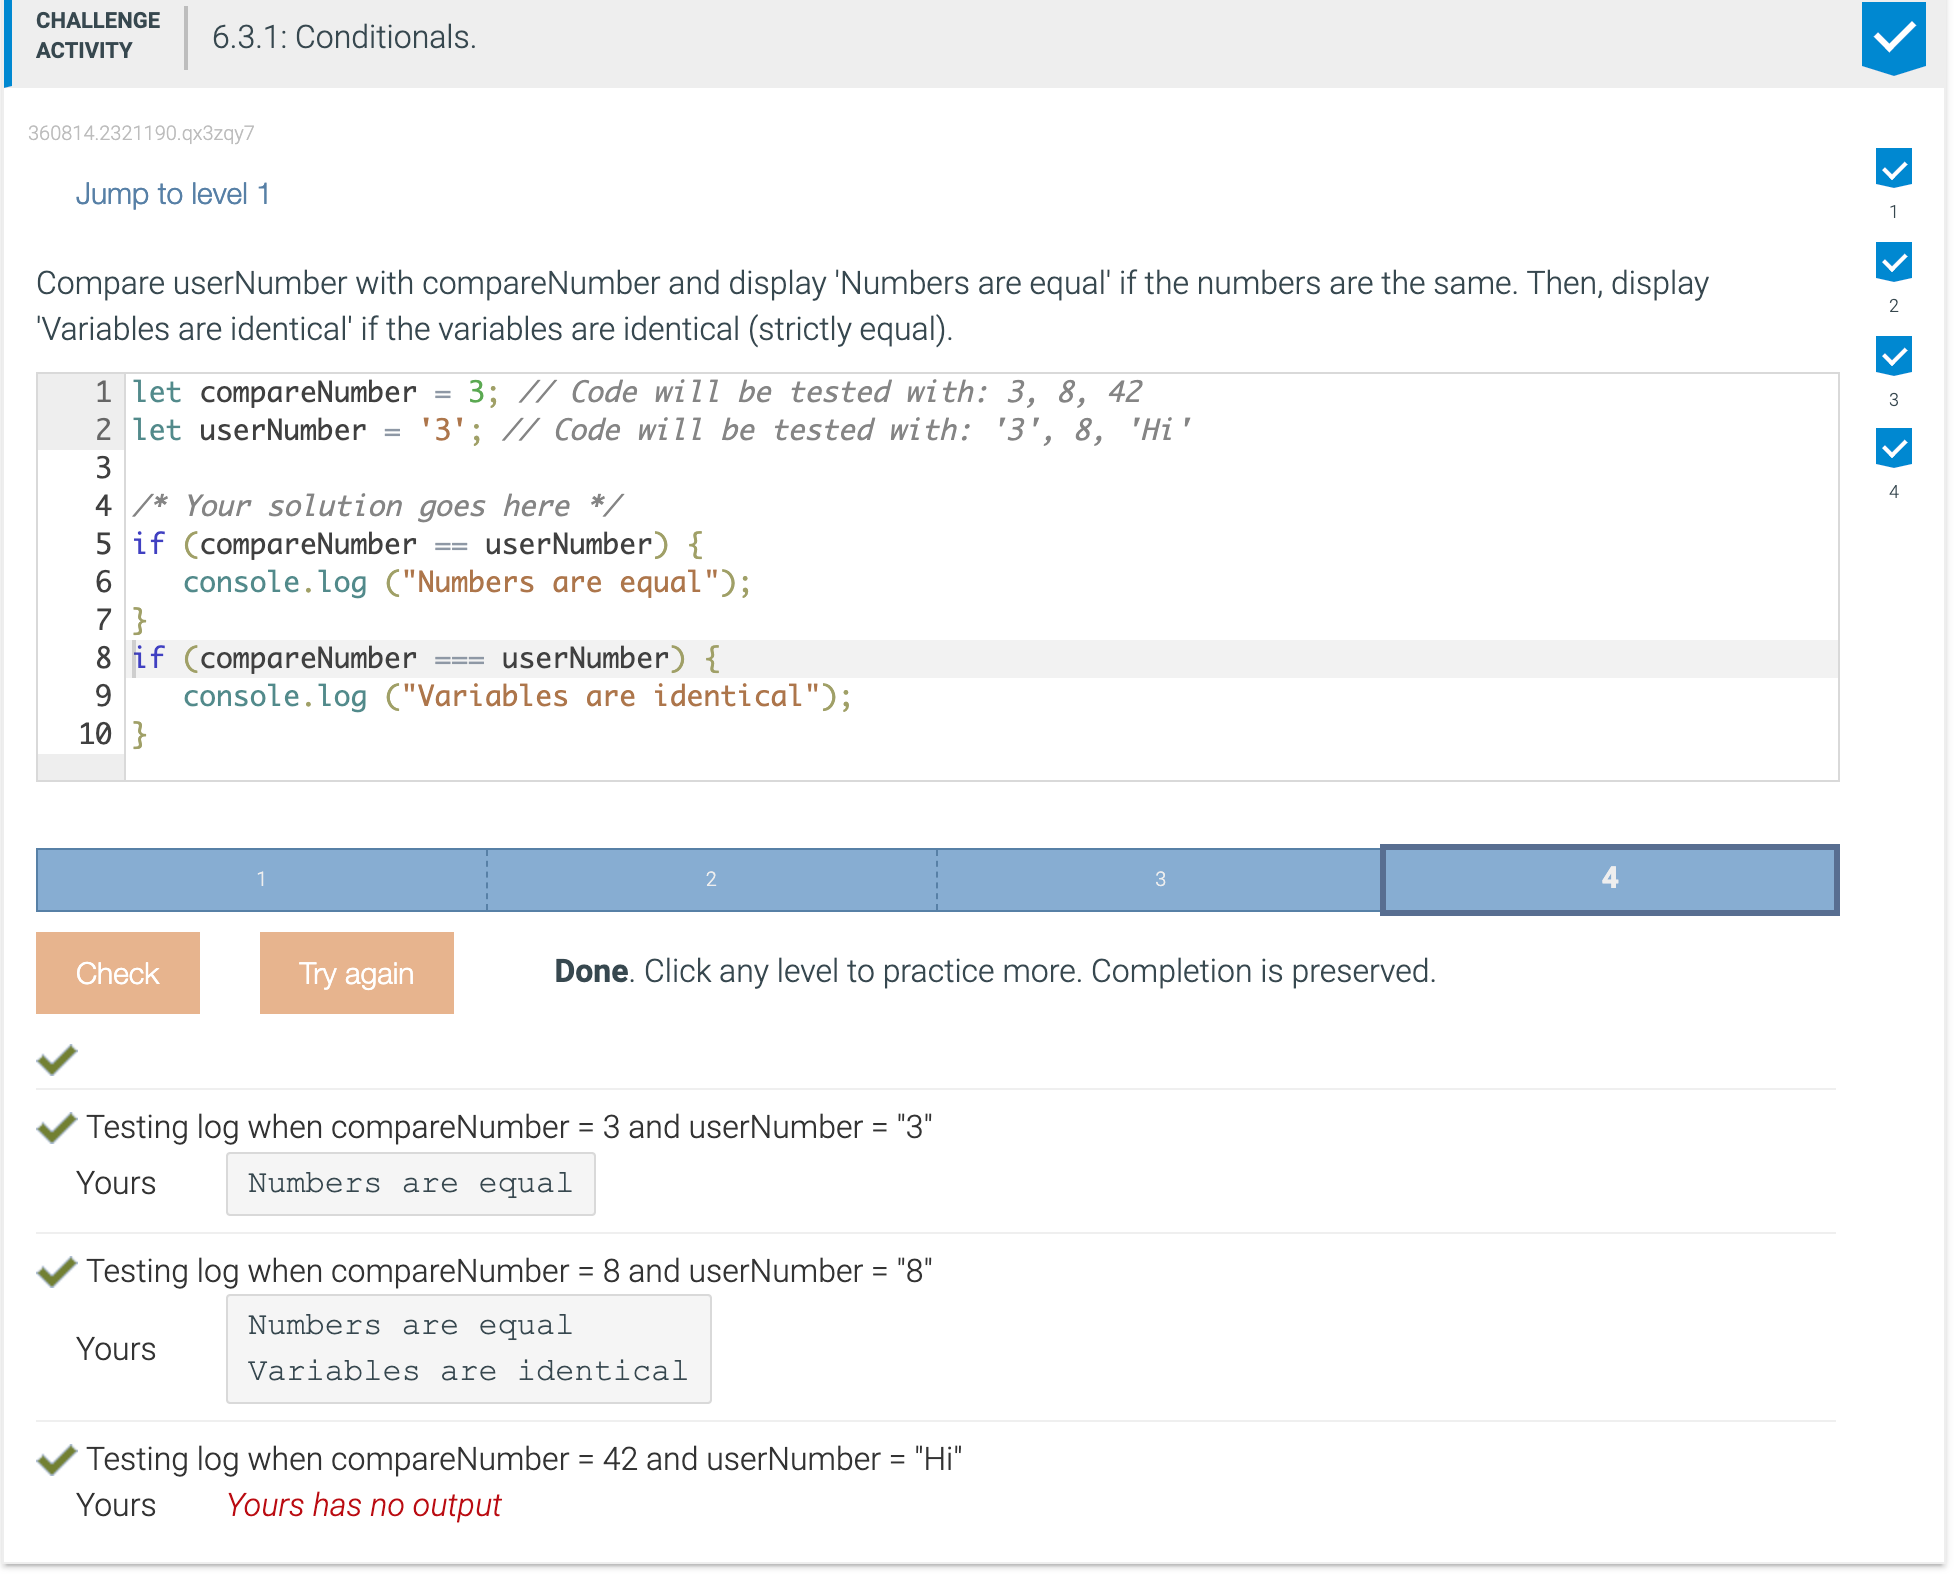 CHALLENGE
ACTIVITY
6.3.1: Conditionals.
360814.2321190.qx3zqy7
Jump to level 1
1
2
3
4
Compare userNumber with compareNumber and display 'Numbers are equal' if the numbers are the same. Then, display
'Variables are identical' if the variables are identical (strictly equal).
1 let compareNumber = 3; // Code will be tested with: 3, 8, 42
2 let userNumber = '3'; // Code will be tested with: '3', 8, 'Hi'
3
4 /* Your solution goes here */
5 if (compareNumber == userNumber) {
6    console.log ("Numbers are equal");
7 }
8 if (compareNumber === userNumber) {
9    console.log ("Variables are identical");
10 }
1 2 3 4
Check Try again Done. Click any level to practice more. Completion is preserved.
Testing log when compareNumber = 3 and userNumber = "3"
Yours Numbers are equal
Testing log when compareNumber = 8 and userNumber = "8"
Numbers are equal
Yours
Variables are identical
Testing log when compareNumber = 42 and userNumber = "Hi"
Yours Yours has no output